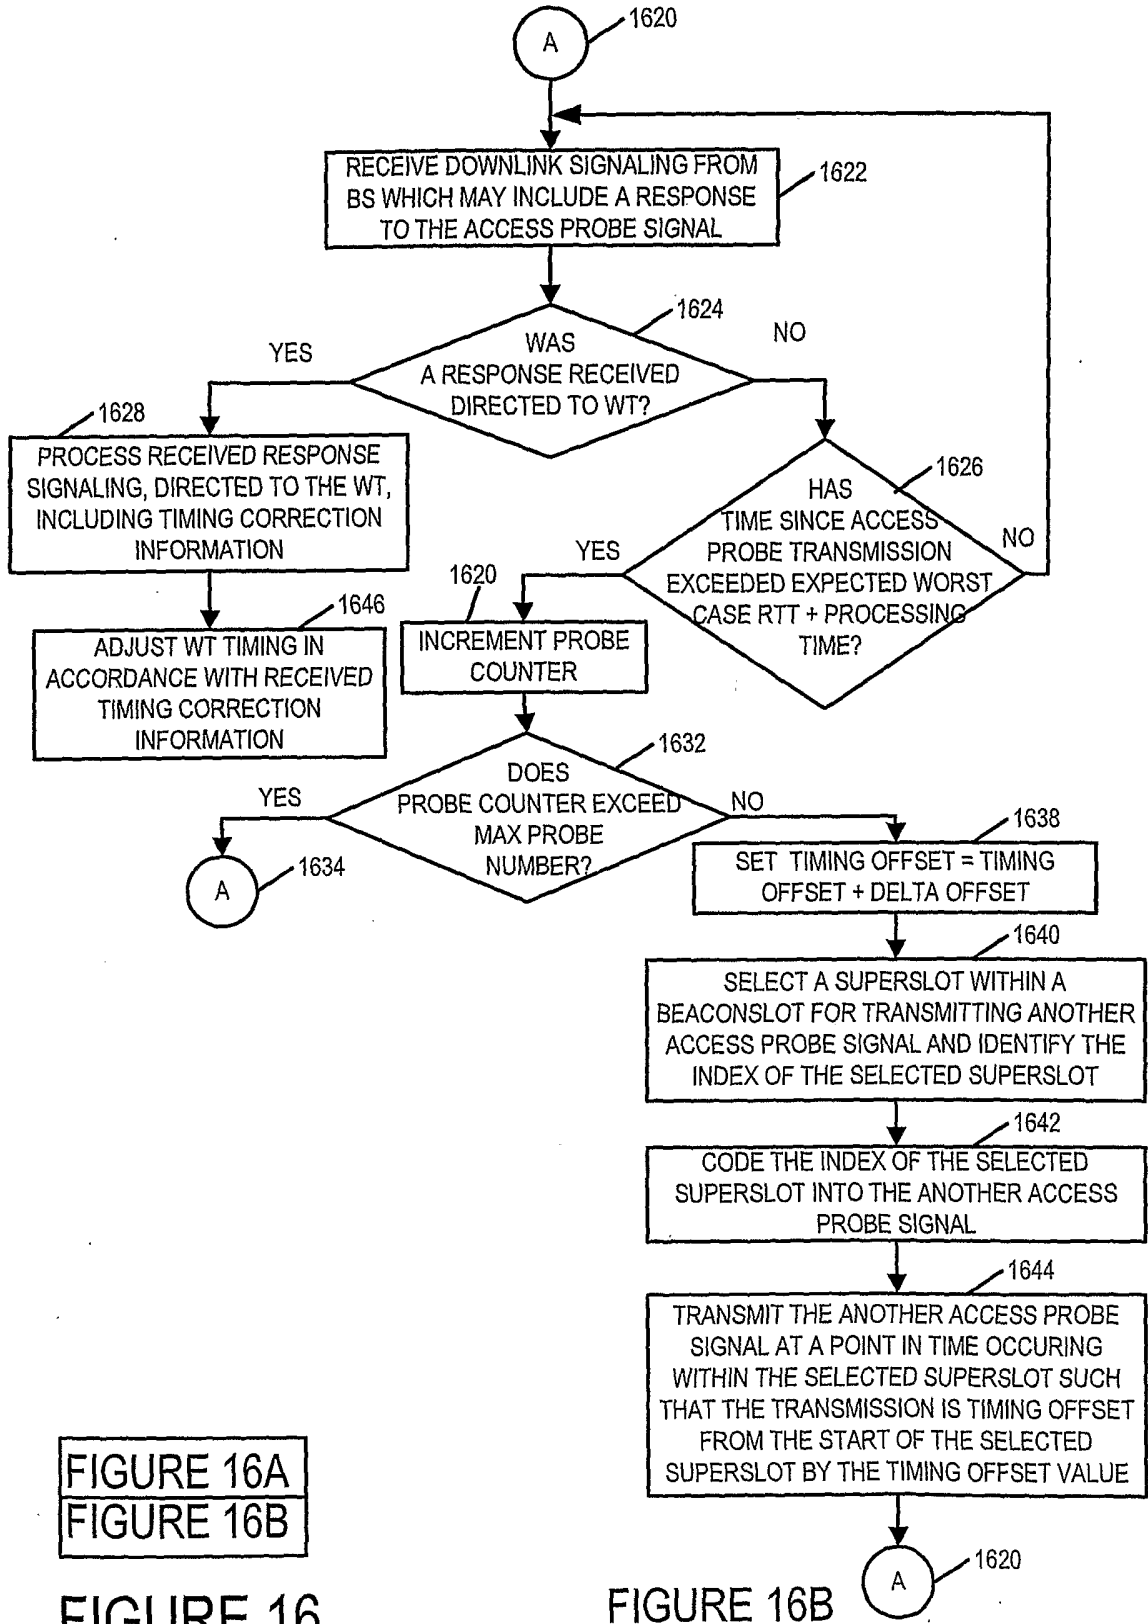 A
1620
RECEIVE DOWNLINK SIGNALING FROM
BS WHICH MAY INCLUDE A RESPONSE
TO THE ACCESS PROBE SIGNAL
1622
1624
WAS
A RESPONSE RECEIVED
DIRECTED TO WT?
YES
NO
1628
PROCESS RECEIVED RESPONSE
SIGNALING, DIRECTED TO THE WT,
INCLUDING TIMING CORRECTION
INFORMATION
1626
HAS
TIME SINCE ACCESS
PROBE TRANSMISSION
EXCEEDED EXPECTED WORST
CASE RTT + PROCESSING
TIME?
YES
NO
1646
ADJUST WT TIMING IN
ACCORDANCE WITH RECEIVED
TIMING CORRECTION
INFORMATION
1620
INCREMENT PROBE
COUNTER
1632
DOES
PROBE COUNTER EXCEED
MAX PROBE
NUMBER?
YES
NO
A
1634
1638
SET TIMING OFFSET = TIMING
OFFSET + DELTA OFFSET
1640
SELECT A SUPERSLOT WITHIN A
BEACONSLOT FOR TRANSMITTING ANOTHER
ACCESS PROBE SIGNAL AND IDENTIFY THE
INDEX OF THE SELECTED SUPERSLOT
1642
CODE THE INDEX OF THE SELECTED
SUPERSLOT INTO THE ANOTHER ACCESS
PROBE SIGNAL
1644
TRANSMIT THE ANOTHER ACCESS PROBE
SIGNAL AT A POINT IN TIME OCCURING
WITHIN THE SELECTED SUPERSLOT SUCH
THAT THE TRANSMISSION IS TIMING OFFSET
FROM THE START OF THE SELECTED
SUPERSLOT BY THE TIMING OFFSET VALUE
A
1620
FIGURE 16A
FIGURE 16B
FIGURE 16
FIGURE 16B